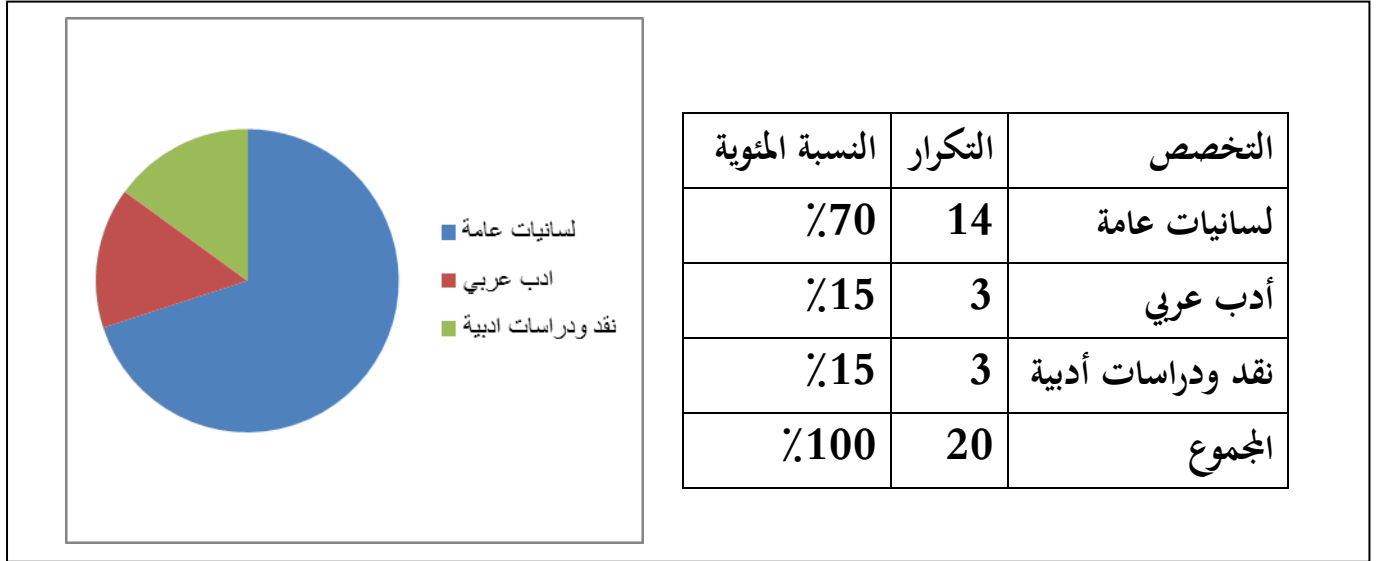 التخصص التكرار النسبة المئوية
لسانيات عامة 14 70٪
أدب عربي 3 15٪
نقد ودراسات أدبية 3 15٪
المجموع 20 100٪
لسانيات عامة
ادب عربي
نقد ودراسات ادبية